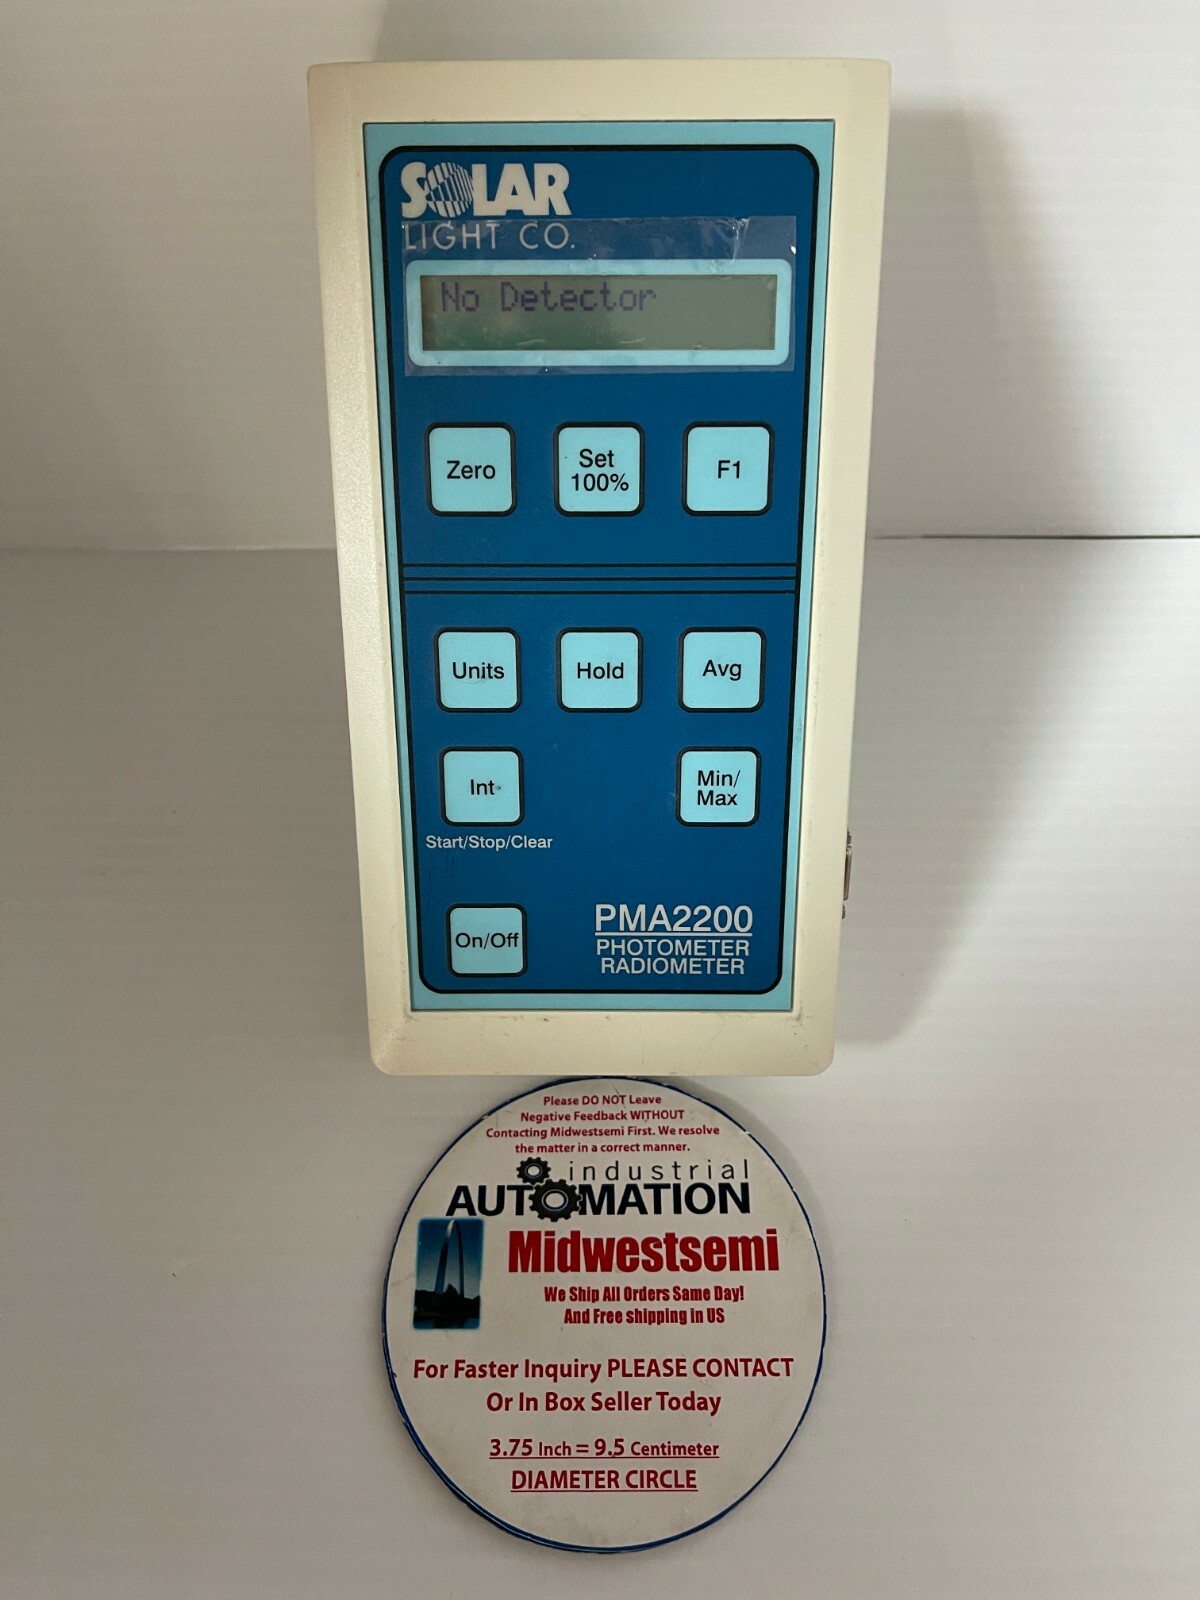 SOLAR
LIGHT CO.
No Detector
Zero
Set
100%
F1
Units
Hold
Avg
Int
Min/
Max
Start/Stop/Clear
On/Off
PMA2200
PHOTOMETER
RADIOMETER
Please DO NOT Leave
Negative Feedback WITHOUT
Contacting Midwestsemi First. We resolve
the matter in a correct manner.
industrial
AUTOMATION
Midwestsemi
We Ship All Orders Same Day!
And Free shipping in US
For Faster Inquiry PLEASE CONTACT
Or In Box Seller Today
3.75 Inch = 9.5 Centimeter
DIAMETER CIRCLE